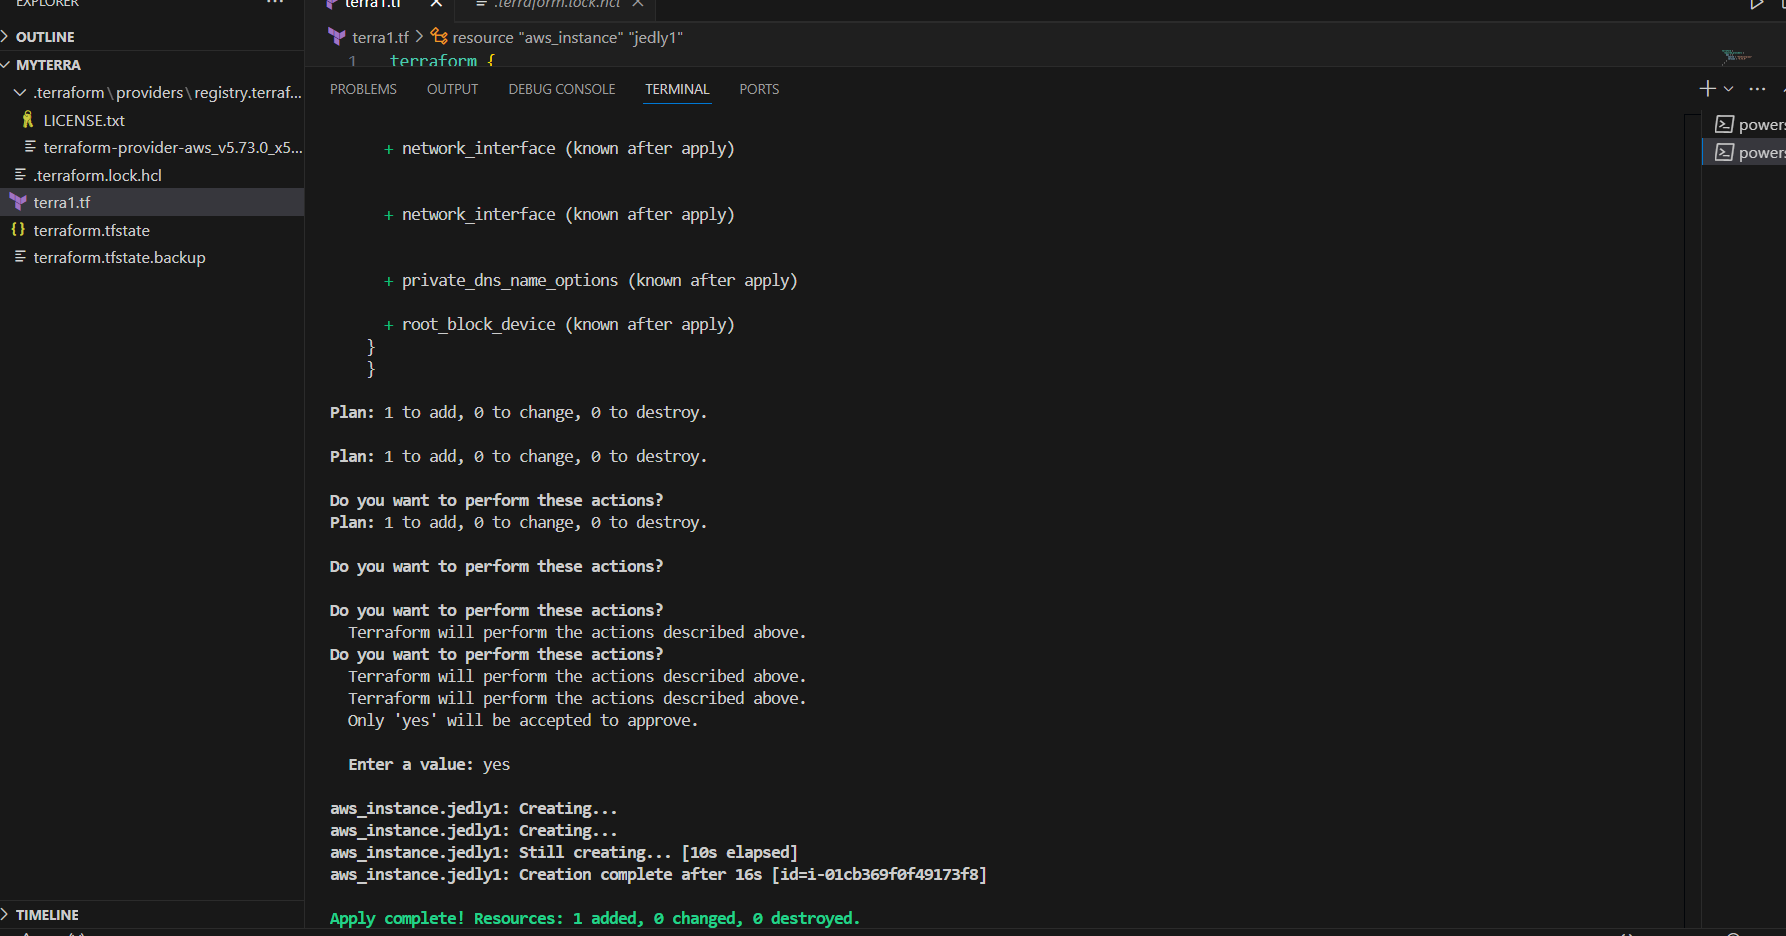 EXPLORER
OUTLINE
MYTERRA
.terraform\providers\registry.terraf...
LICENSE.txt
terraform-provider-aws_v5.73.0_x5...
.terraform.lock.hcl
terra1.tf
terraform.tfstate
terraform.tfstate.backup
TIMELINE
terra1.tf
.terraform.lock.hcl
terra1.tf > resource "aws_instance" "jedly1"
1 terraform {
PROBLEMS OUTPUT DEBUG CONSOLE TERMINAL PORTS
+ network_interface (known after apply)
+ network_interface (known after apply)
+ private_dns_name_options (known after apply)
+ root_block_device (known after apply)
}
}
Plan: 1 to add, 0 to change, 0 to destroy.
Plan: 1 to add, 0 to change, 0 to destroy.
Do you want to perform these actions?
Plan: 1 to add, 0 to change, 0 to destroy.
Do you want to perform these actions?
Do you want to perform these actions?
Terraform will perform the actions described above.
Do you want to perform these actions?
Terraform will perform the actions described above.
Terraform will perform the actions described above.
Only 'yes' will be accepted to approve.
Enter a value: yes
aws_instance.jedly1: Creating...
aws_instance.jedly1: Creating...
aws_instance.jedly1: Still creating... [10s elapsed]
aws_instance.jedly1: Creation complete after 16s [id=i-01cb369f0f49173f8]
Apply complete! Resources: 1 added, 0 changed, 0 destroyed.
powers
powers